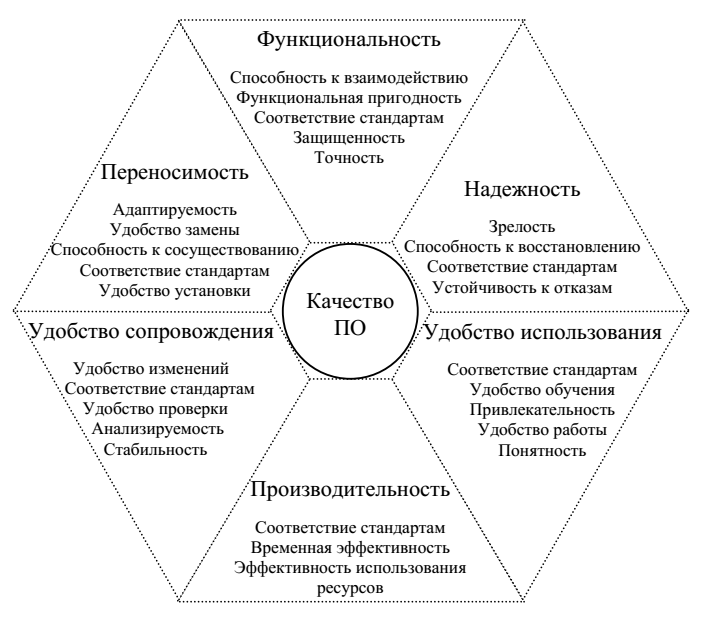 Функциональность
Способность к взаимодействию
Функциональная пригодность
Соответствие стандартам
Защищенность
Точность
Переносимость
Адаптируемость
Удобство замены
Способность к сосуществованию
Соответствие стандартам
Удобство установки
Надежность
Зрелость
Способность к восстановлению
Соответствие стандартам
Устойчивость к отказам
Качество
ПО
Удобство сопровождения
Удобство изменений
Соответствие стандартам
Удобство проверки
Анализируемость
Стабильность
Удобство использования
Соответствие стандартам
Удобство обучения
Привлекательность
Удобство работы
Понятность
Производительность
Соответствие стандартам
Временная эффективность
Эффективность использования
ресурсов